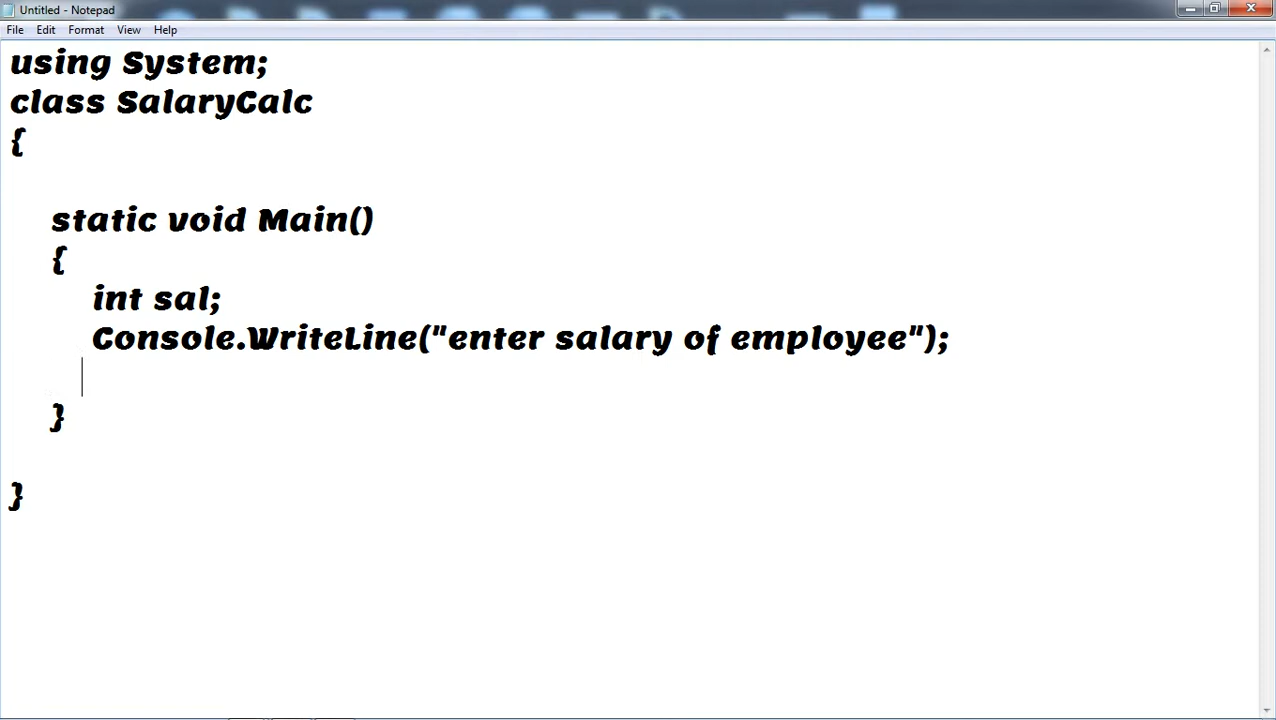 Untitled - Notepad
File Edit Format View Help
using System;
class SalaryCalc
{
static void Main()
{
int sal;
Console.WriteLine("enter salary of employee");
}
}